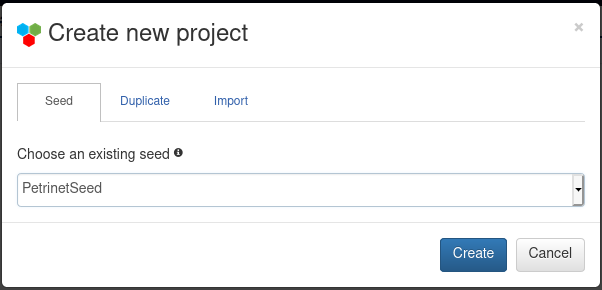 Create new project
×
Seed Duplicate Import
Choose an existing seed
PetrinetSeed
Create Cancel